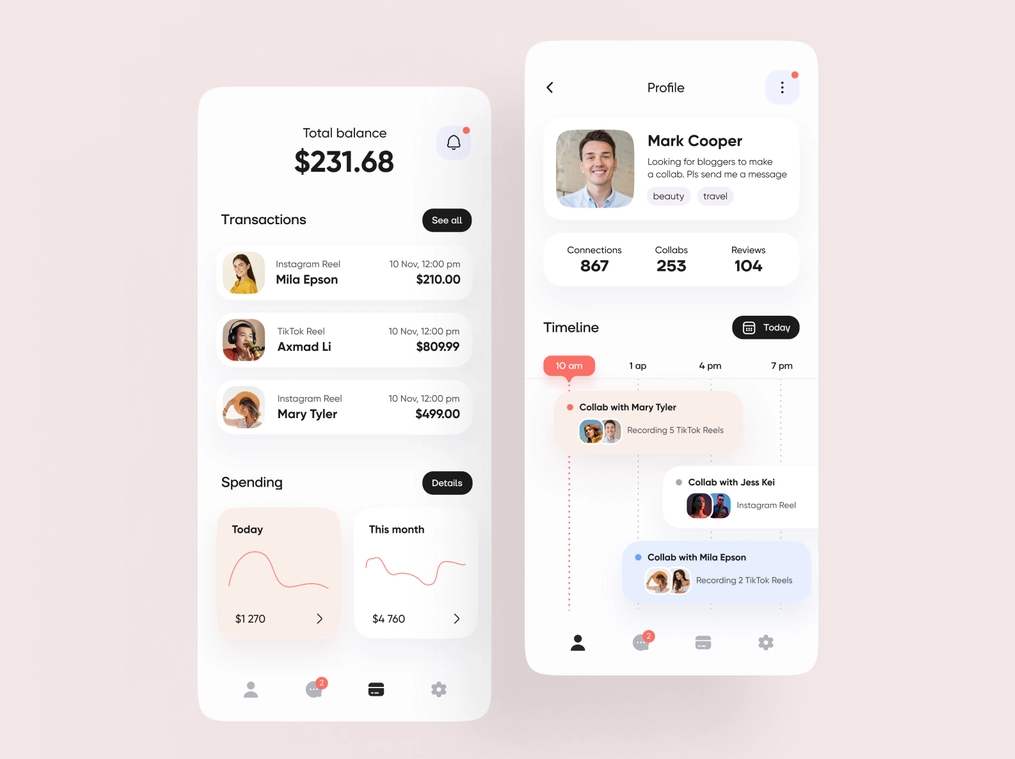 Total balance
$231.68
Transactions
See all
Instagram Reel
10 Nov, 12:00 pm
Mila Epson
$210.00
TikTok Reel
10 Nov, 12:00 pm
Axmad Li
$809.99
Instagram Reel
10 Nov, 12:00 pm
Mary Tyler
$499.00
Spending
Details
Today
$1 270
This month
$4 760
2
Profile
Mark Cooper
Looking for bloggers to make
a collab. Pls send me a message
beauty
travel
Connections
867
Collabs
253
Reviews
104
Timeline
Today
10 am
1 ap
4 pm
7 pm
Collab with Mary Tyler
Recording 5 TikTok Reels
Collab with Jess Kei
Instagram Reel
Collab with Mila Epson
Recording 2 TikTok Reels
2